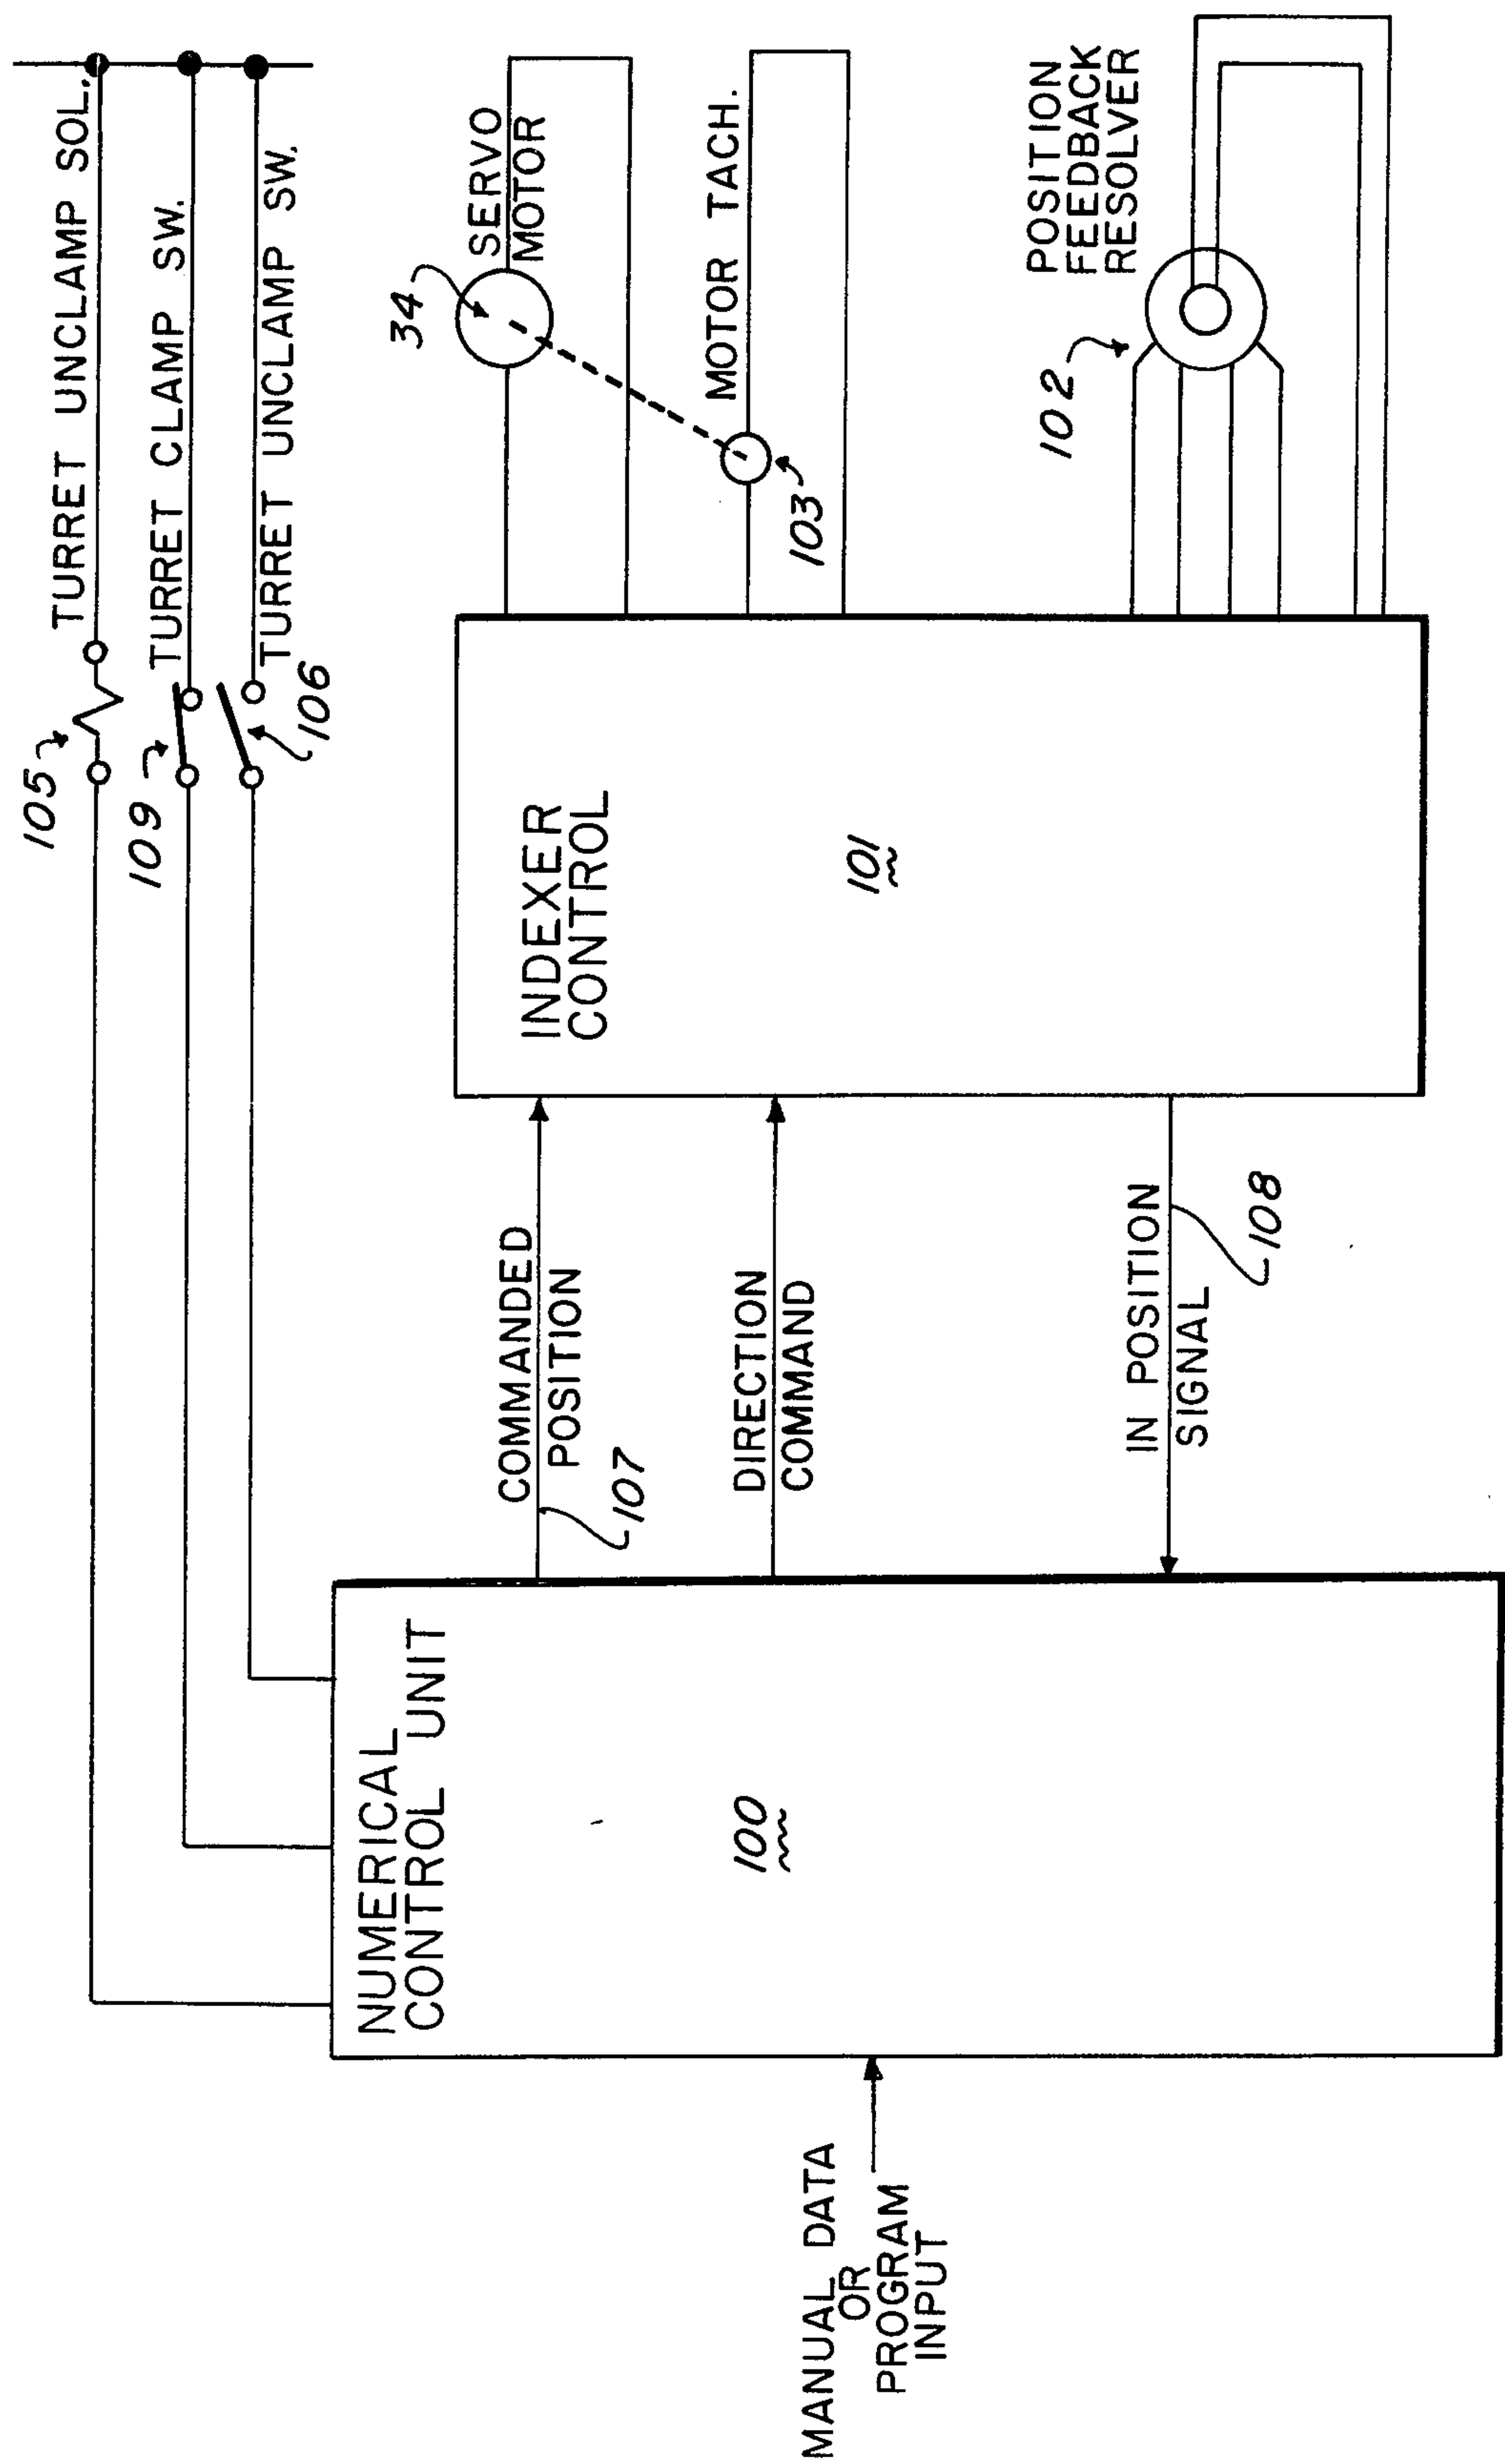 105
TURRET UNCLAMP SOL.
109
TURRET CLAMP SW.
106
TURRET UNCLAMP SW.
NUMERICAL
CONTROL UNIT
100
MANUAL DATA
OR
PROGRAM
INPUT
COMMANDED
POSITION
107
DIRECTION
COMMAND
IN POSITION
SIGNAL
108
INDEXER
CONTROL
101
34
SERVO
MOTOR
MOTOR TACH.
103
POSITION
FEEDBACK
RESOLVER
102